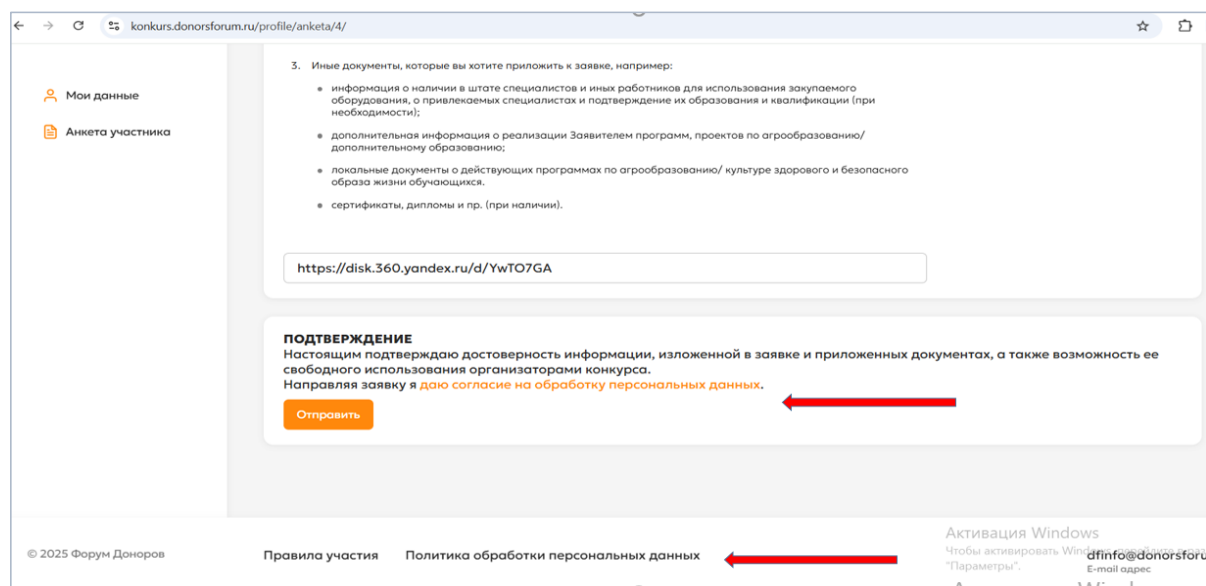 konkurs.donorsforum.ru/profile/anketa/4/
Мои данные
Анкета участника
3. Иные документы, которые вы хотите приложить к заявке, например:
информация о наличии в штате специалистов и иных работников для использования закупаемого
оборудования, о привлекаемых специалистах и подтверждение их образования и квалификации (при
необходимости);
дополнительная информация о реализации Заявителем программ, проектов по агрообразованию/
дополнительному образованию;
локальные документы о действующих программах по агрообразованию/ культуре здорового и безопасного
образа жизни обучающихся.
сертификаты, дипломы и пр. (при наличии).
https://disk.360.yandex.ru/d/YwTO7GA
ПОДТВЕРЖДЕНИЕ
Настоящим подтверждаю достоверность информации, изложенной в заявке и приложенных документах, а также возможность ее
свободного использования организаторами конкурса.
Направляя заявку я даю согласие на обработку персональных данных.
Отправить
© 2025 Форум Доноров
Правила участия
Политика обработки персональных данных
Активация Windows
Чтобы активировать
"Параметры".
dfinfo@donorsforu
E-mail адрес